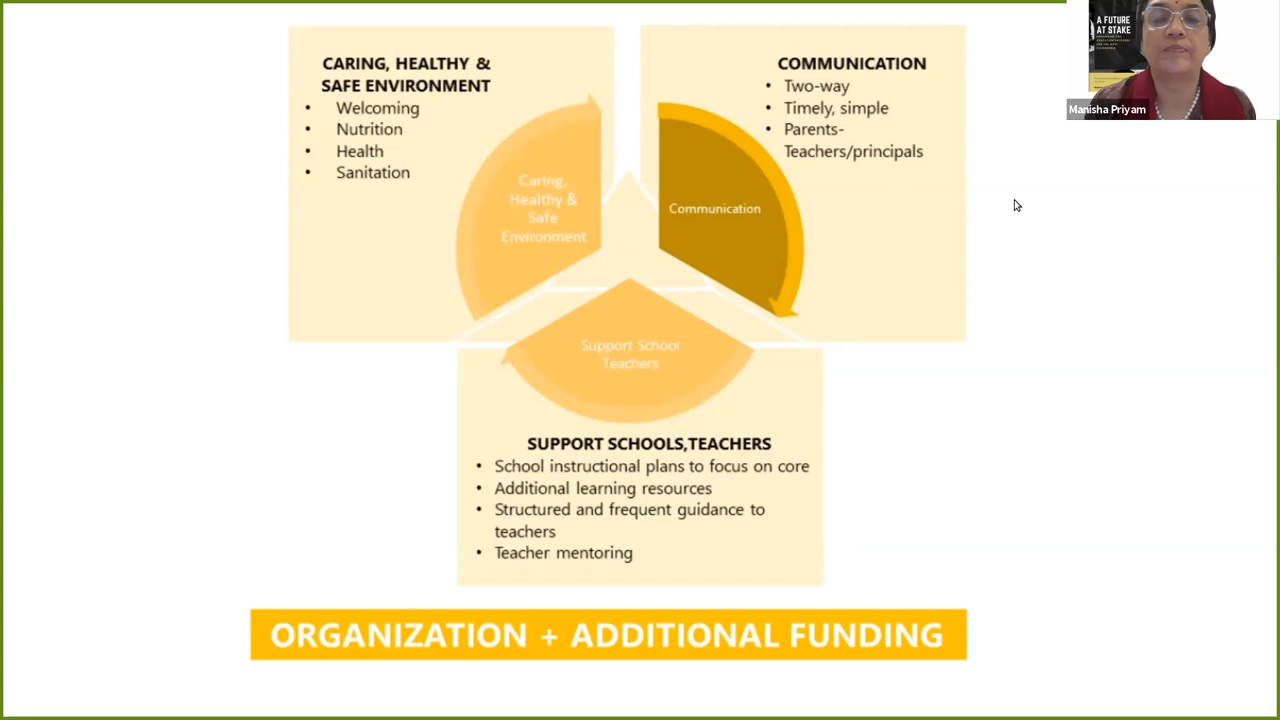 CARING, HEALTHY &
SAFE ENVIRONMENT
• Welcoming
• Nutrition
• Health
• Sanitation
Caring,
Healthy &
Safe
Environment
COMMUNICATION
• Two-way
• Timely, simple
• Parents-
Teachers/principals
Communication
Support School
Teachers
SUPPORT SCHOOLS,TEACHERS
• School instructional plans to focus on core
• Additional learning resources
• Structured and frequent guidance to
teachers
• Teacher mentoring
ORGANIZATION + ADDITIONAL FUNDING
A FUTURE
AT STAKE
Manisha Priyam